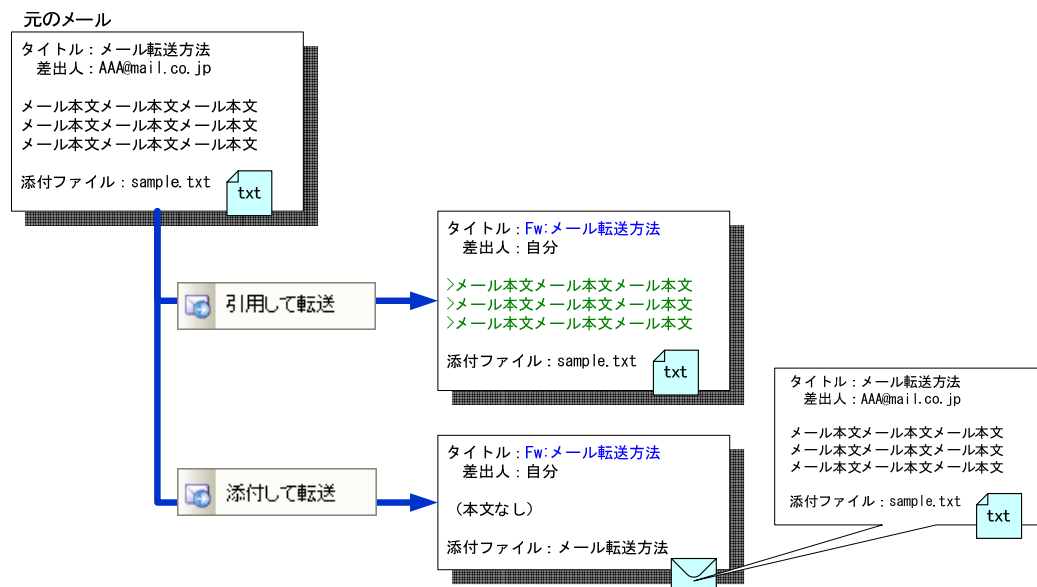 元のメール
タイトル：メール転送方法
差出人：AAA@mail.co.jp
メール本文メール本文メール本文
メール本文メール本文メール本文
メール本文メール本文メール本文
添付ファイル：sample.txt
txt
引用して転送
タイトル：Fw:メール転送方法
差出人：自分
>メール本文メール本文メール本文
>メール本文メール本文メール本文
>メール本文メール本文メール本文
添付ファイル：sample.txt
txt
添付して転送
タイトル：Fw:メール転送方法
差出人：自分
（本文なし）
添付ファイル：メール転送方法
タイトル：メール転送方法
差出人：AAA@mail.co.jp
メール本文メール本文メール本文
メール本文メール本文メール本文
メール本文メール本文メール本文
添付ファイル：sample.txt
txt